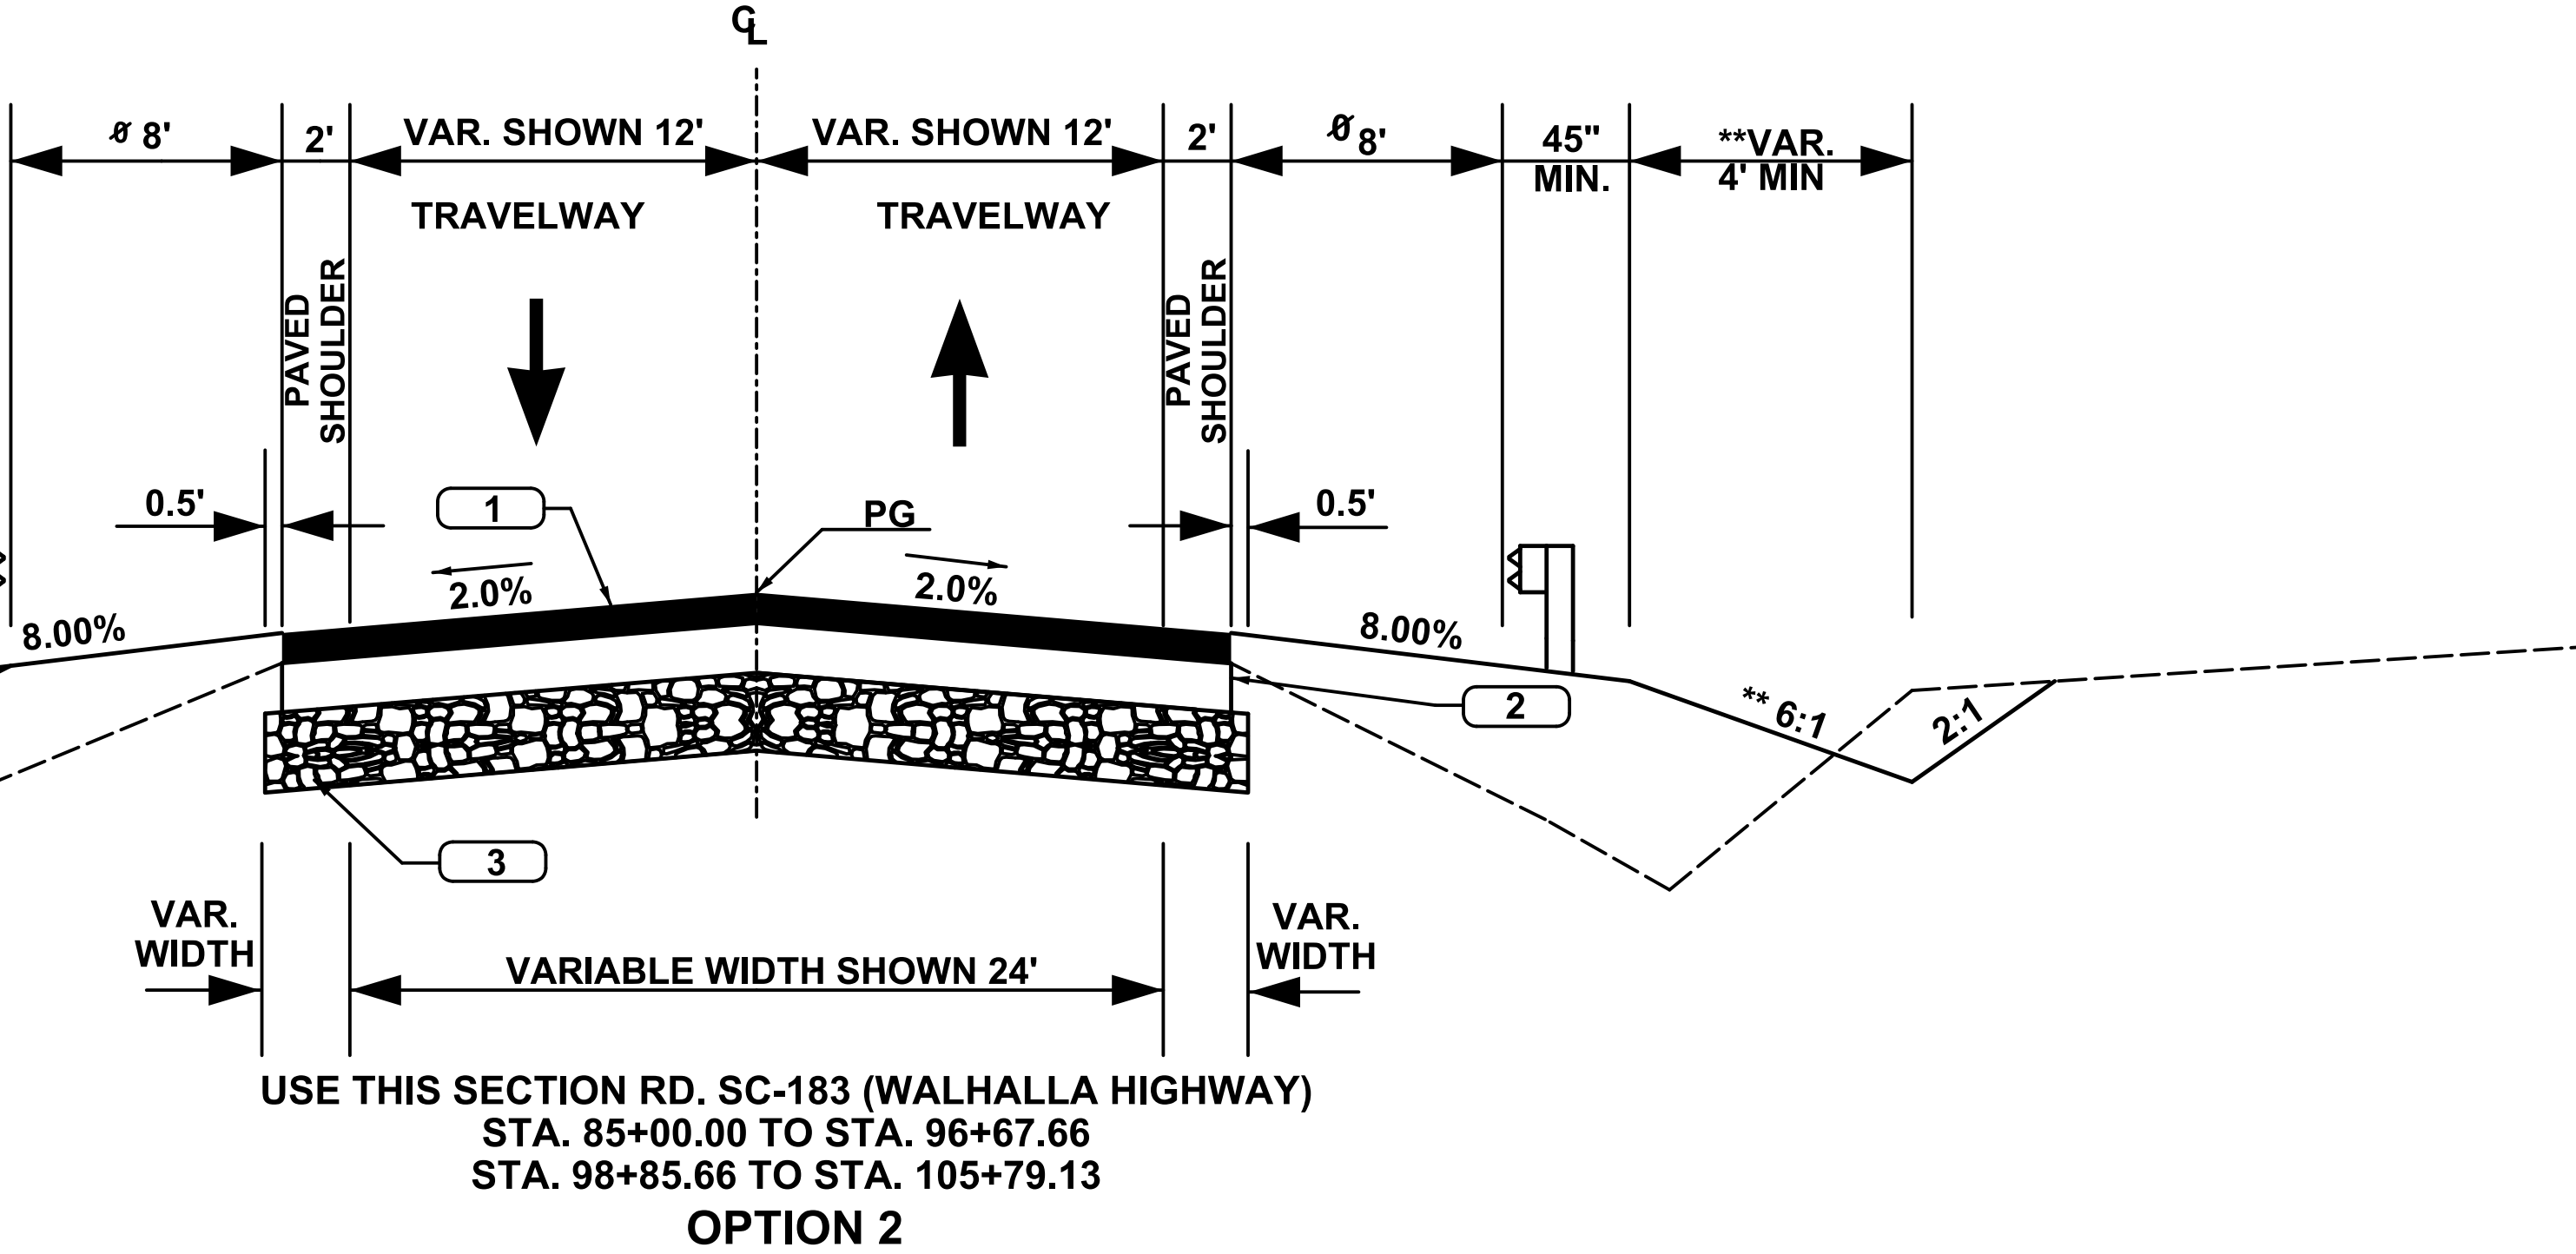 ℄
Ø 8'
2'
VAR. SHOWN 12'
VAR. SHOWN 12'
2'
Ø 8'
45"
MIN.
**VAR.
4' MIN
TRAVELWAY
TRAVELWAY
PAVED
SHOULDER
PAVED
SHOULDER
0.5'
1
PG
0.5'
8.00%
2.0%
2.0%
8.00%
2
** 6:1
2:1
3
VAR.
WIDTH
VARIABLE WIDTH SHOWN 24'
VAR.
WIDTH
USE THIS SECTION RD. SC-183 (WALHALLA HIGHWAY)
STA. 85+00.00 TO STA. 96+67.66
STA. 98+85.66 TO STA. 105+79.13
OPTION 2